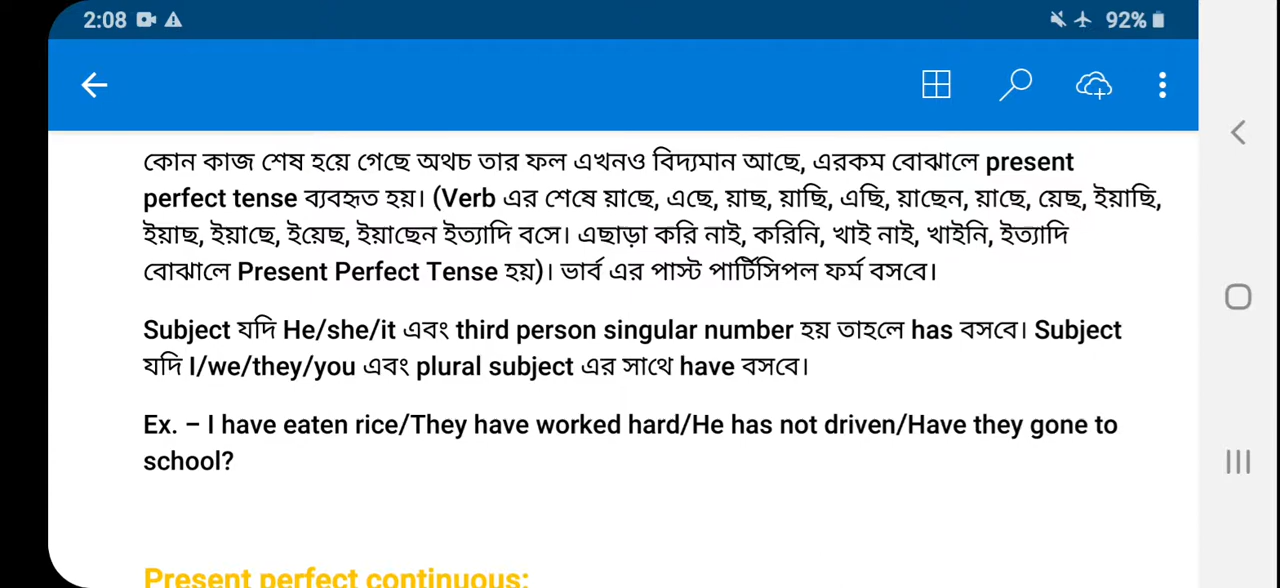 2:08
92%
কোন কাজ শেষ হয়ে গেছে অথচ তার ফল এখনও বিদ্যমান আছে, এরকম বোঝালে present
perfect tense ব্যবহৃত হয়। (Verb এর শেষে য়াছে, এছে, য়াছ, য়াছি, এছি, য়াছেন, য়াছে, য়েছ, ইয়াছি,
ইয়াছ, ইয়াছে, ইয়েছ, ইয়াছেন ইত্যাদি বসে। এছাড়া করি নাই, করিনি, খাই নাই, খাইনি, ইত্যাদি
বোঝালে Present Perfect Tense হয়)। ভার্ব এর পাস্ট পার্টিসিপল ফর্ম বসবে।
Subject যদি He/she/it এবং third person singular number হয় তাহলে has বসবে। Subject
যদি I/we/they/you এবং plural subject এর সাথে have বসবে।
Ex. – I have eaten rice/They have worked hard/He has not driven/Have they gone to
school?
Present perfect continuous: